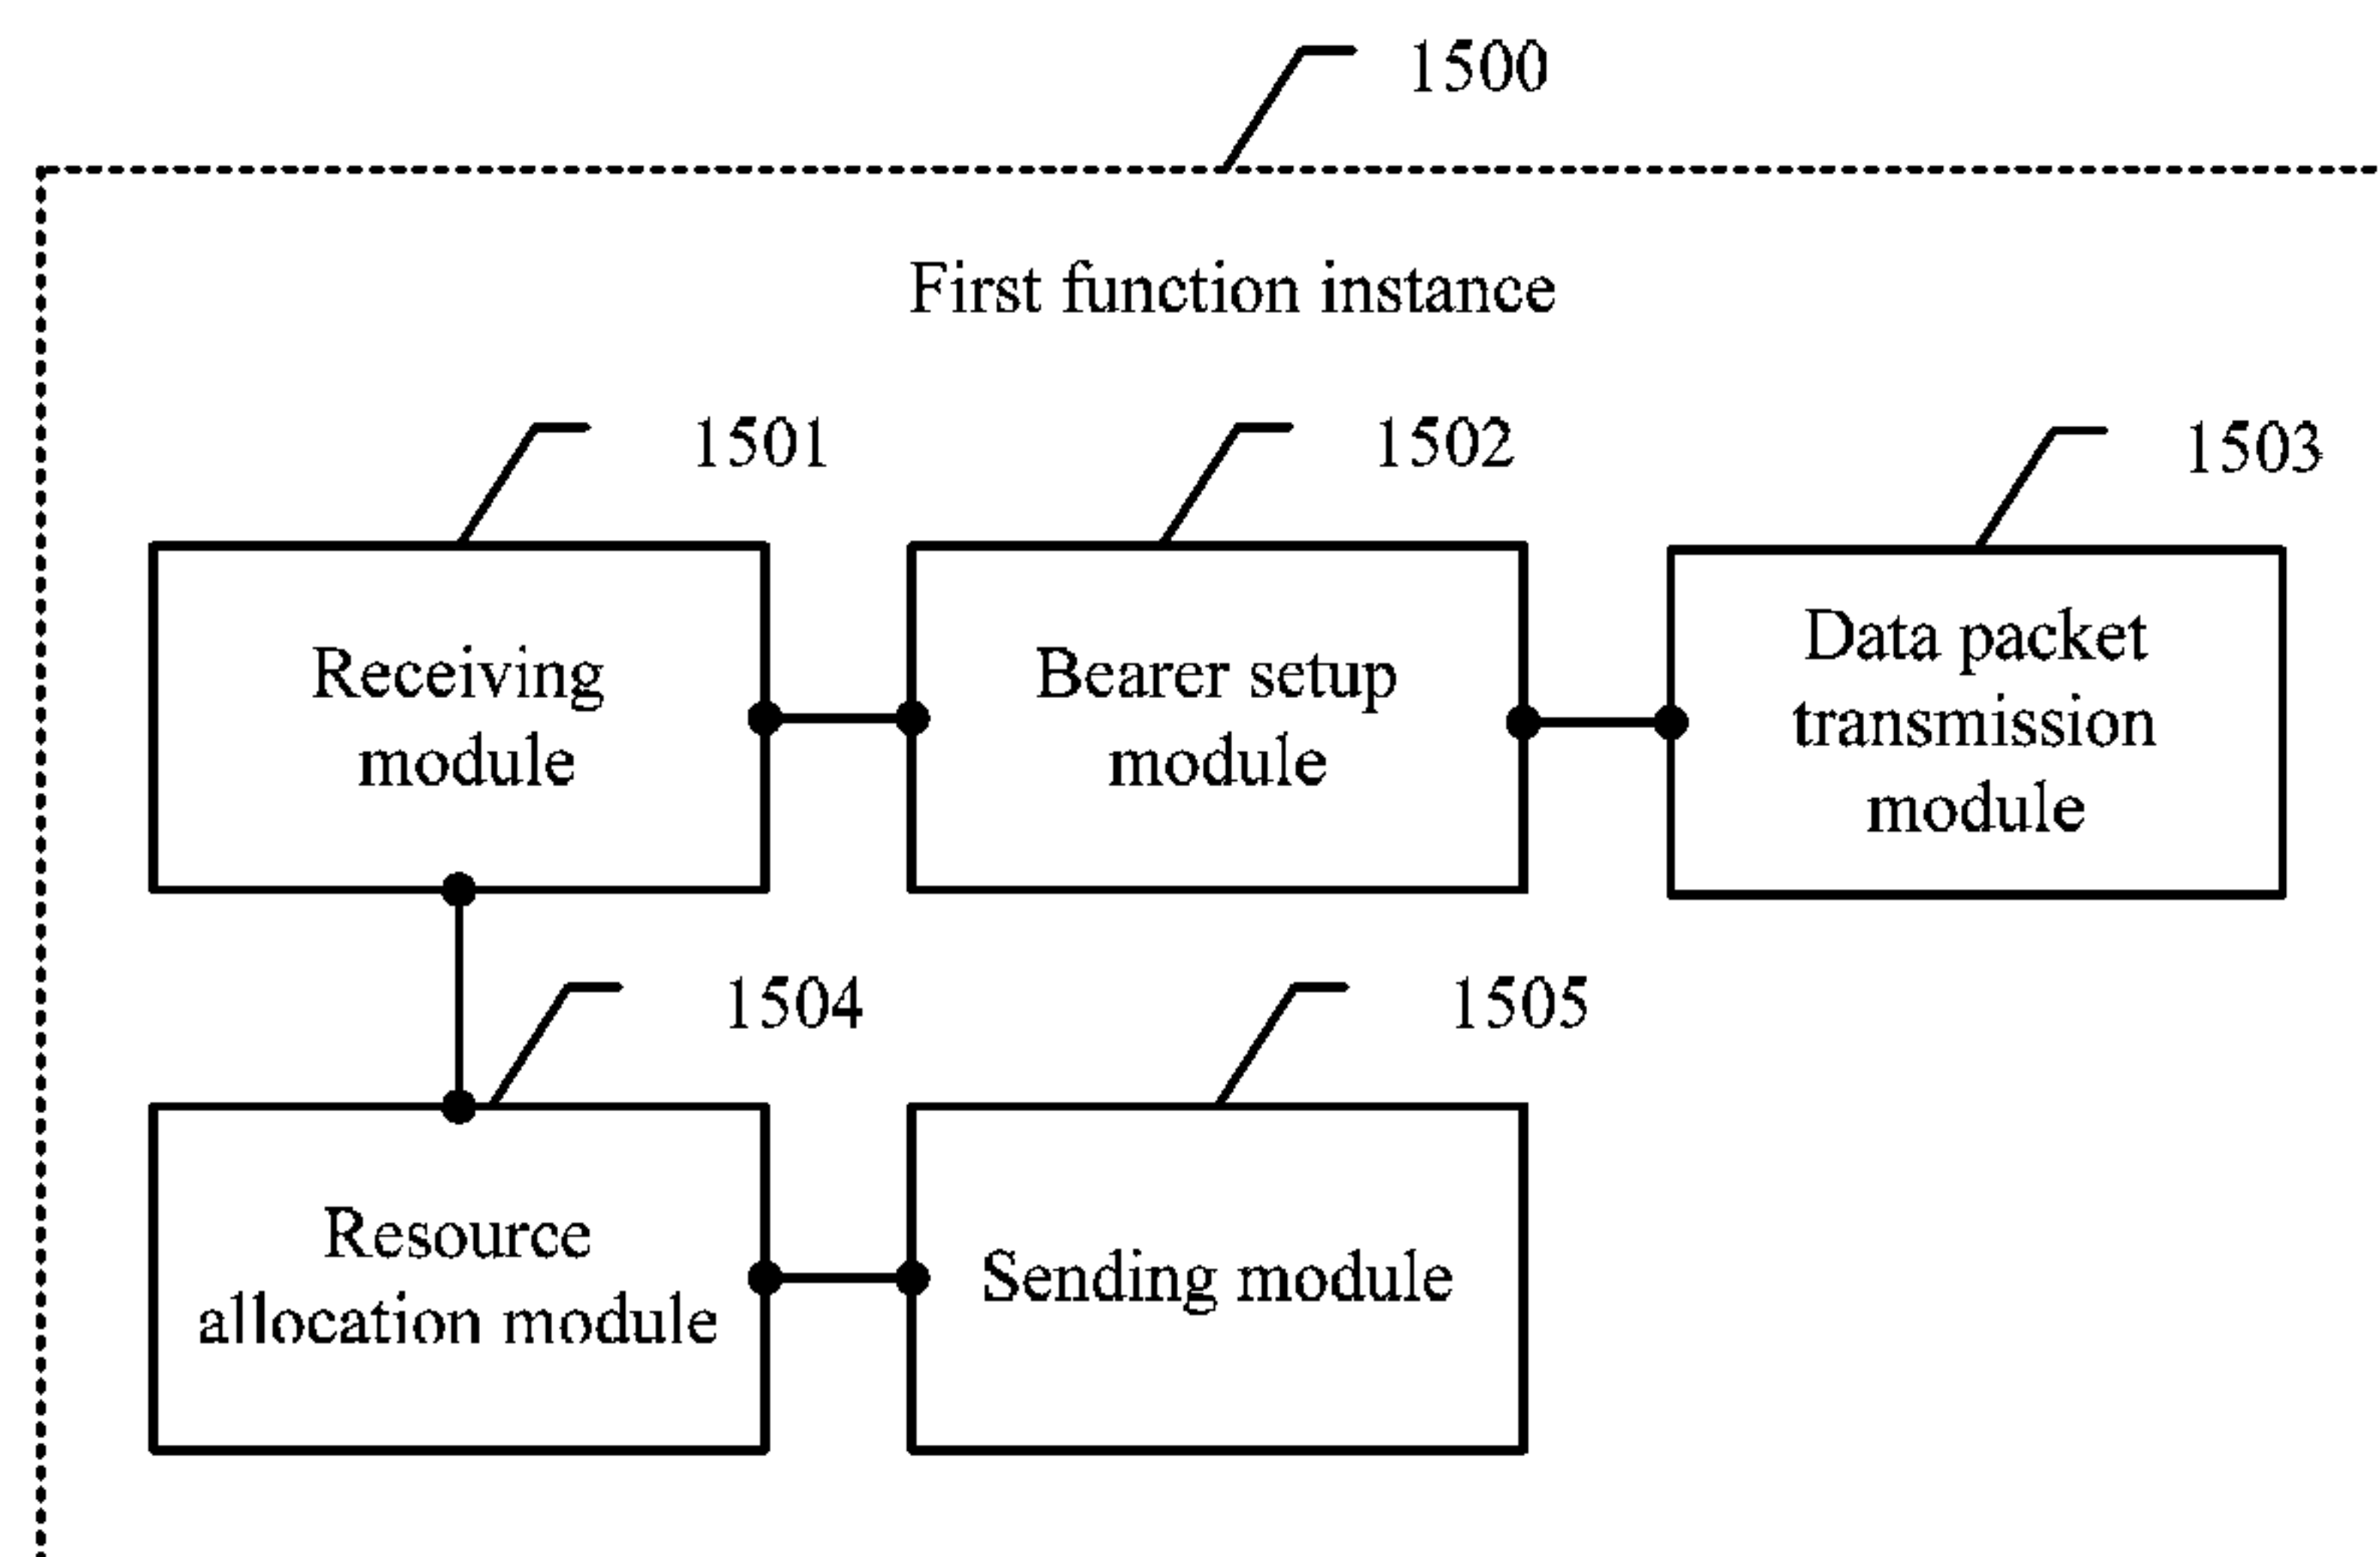 1500
First function instance
1501
1502
1503
Receiving
module
Bearer setup
module
Data packet
transmission
module
1504
1505
Resource
allocation module
Sending module